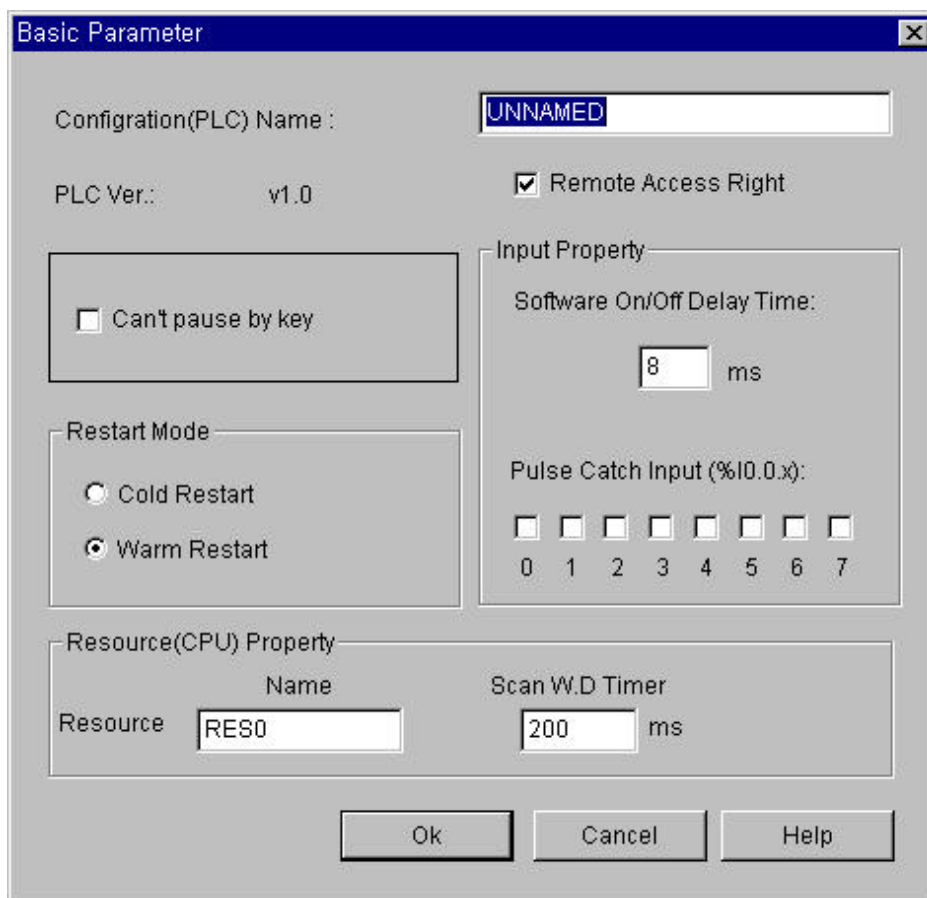 Basic Parameter
Configration(PLC) Name :
UNNAMED
PLC Ver.: v1.0
Remote Access Right
Can't pause by key
Input Property
Software On/Off Delay Time:
8 ms
Restart Mode
Cold Restart
Warm Restart
Pulse Catch Input (%I0.0.x):
0 1 2 3 4 5 6 7
Resource(CPU) Property
Name Scan W.D Timer
Resource RES0 200 ms
Ok Cancel Help